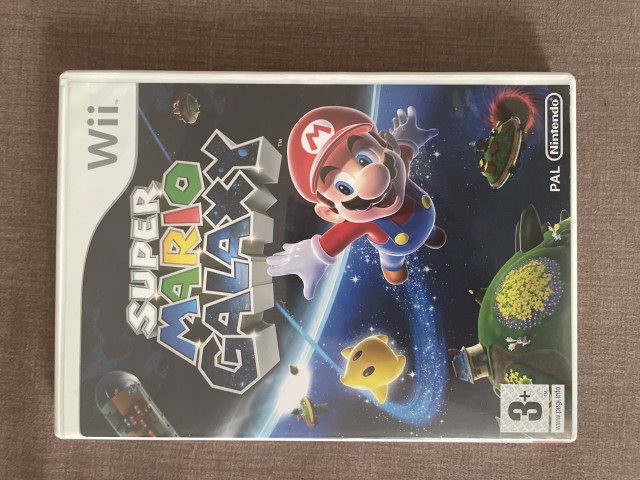 Wii
SUPER
MARIO
GALAXY
™
M
3+
www.pegi.info
PAL Nintendo